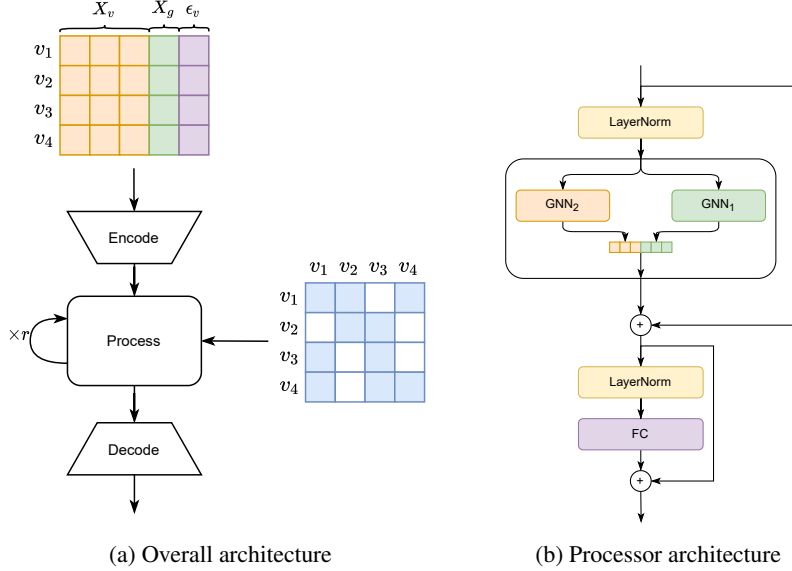 X_v X_g ϵ_v
v_1
v_2
v_3
v_4
Encode
Process
×r
Decode
v_1 v_2 v_3 v_4
v_1
v_2
v_3
v_4
(a) Overall architecture
LayerNorm
GNN_2 GNN_1
+
LayerNorm
FC
+
(b) Processor architecture